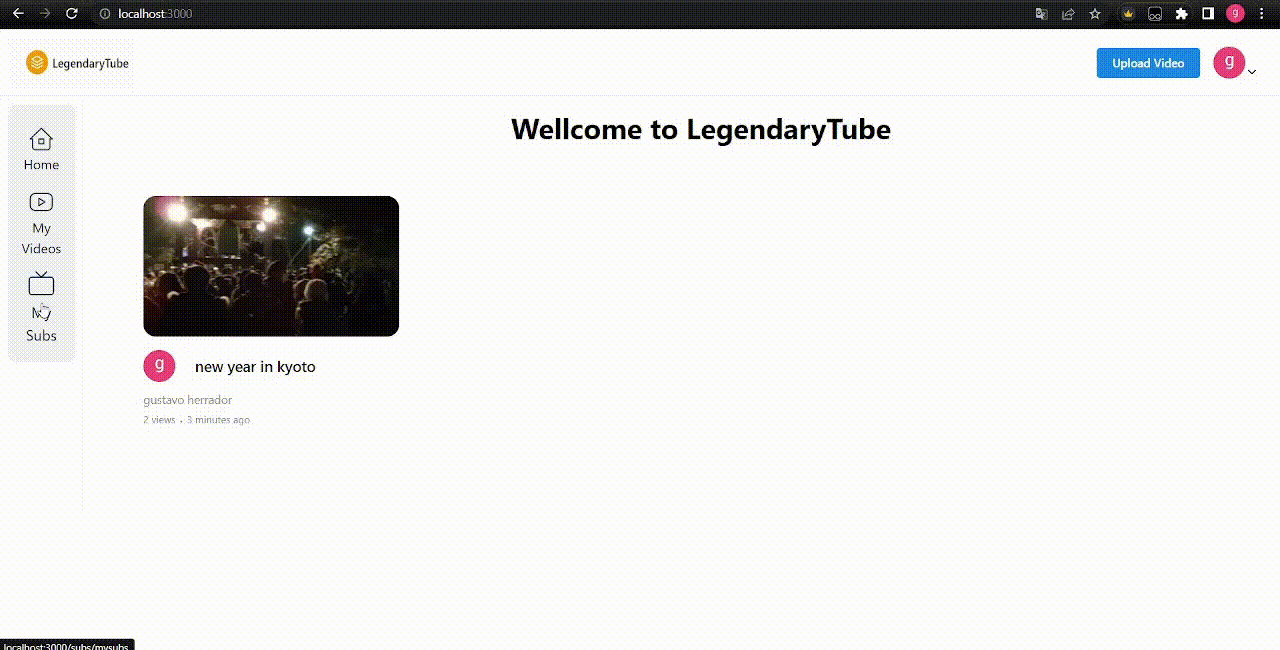 localhost:3000
g
LegendaryTube
Upload Video
g
Wellcome to LegendaryTube
Home
My
Videos
My
Subs
g
new year in kyoto
gustavo herrador
2 views • 3 minutes ago
localhost:3000/subs/mysubs